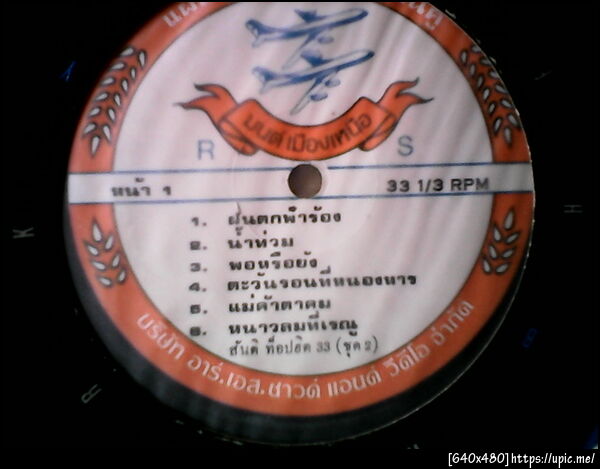 แผ่
มนต์เมืองเหนือ
R S
หน้า 1 33 1/3 RPM
1. ฝนตกฟ้าร้อง
2. น้ำท่วม
3. พอหรือยัง
4. ตะวันรอนที่หนองหาร
5. แม่ค้าตาคม
6. หนาวลมที่เรณู
สันติ ท็อปฮิต 33 (ชุด 2)
บริษัท อาร์.เอส.ซาวด์ แอนด์ วีดีโอ จำกัด
K
R
H
[640x480]https://upic.me/